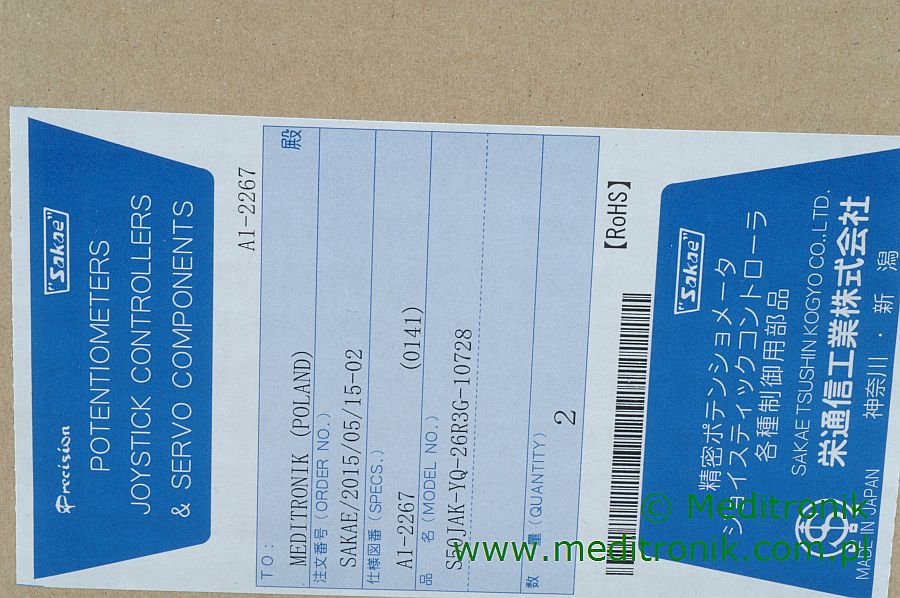 Precision "Sakae"
POTENTIOMETERS
JOYSTICK CONTROLLERS
& SERVO COMPONENTS
A1-2267
TO: 殿
MEDITRONIK (POLAND)
注文番号(ORDER NO.)
SAKAE/2015/05/15-02
仕様図番(SPECS.)
A1-2267 (0141)
品 名(MODEL NO.)
S50JAK-YQ-26R3G-10728
数 量(QUANTITY)
2
【RoHS】
"Sakae"
精密ポテンショメータ
ジョイスティックコントローラ
各種制御用部品
SAKAE TSUSHIN KOGYO CO.,LTD.
栄通信工業株式会社
MADE IN JAPAN 神奈川・新潟
© Meditronik
www.meditronik.com.pl